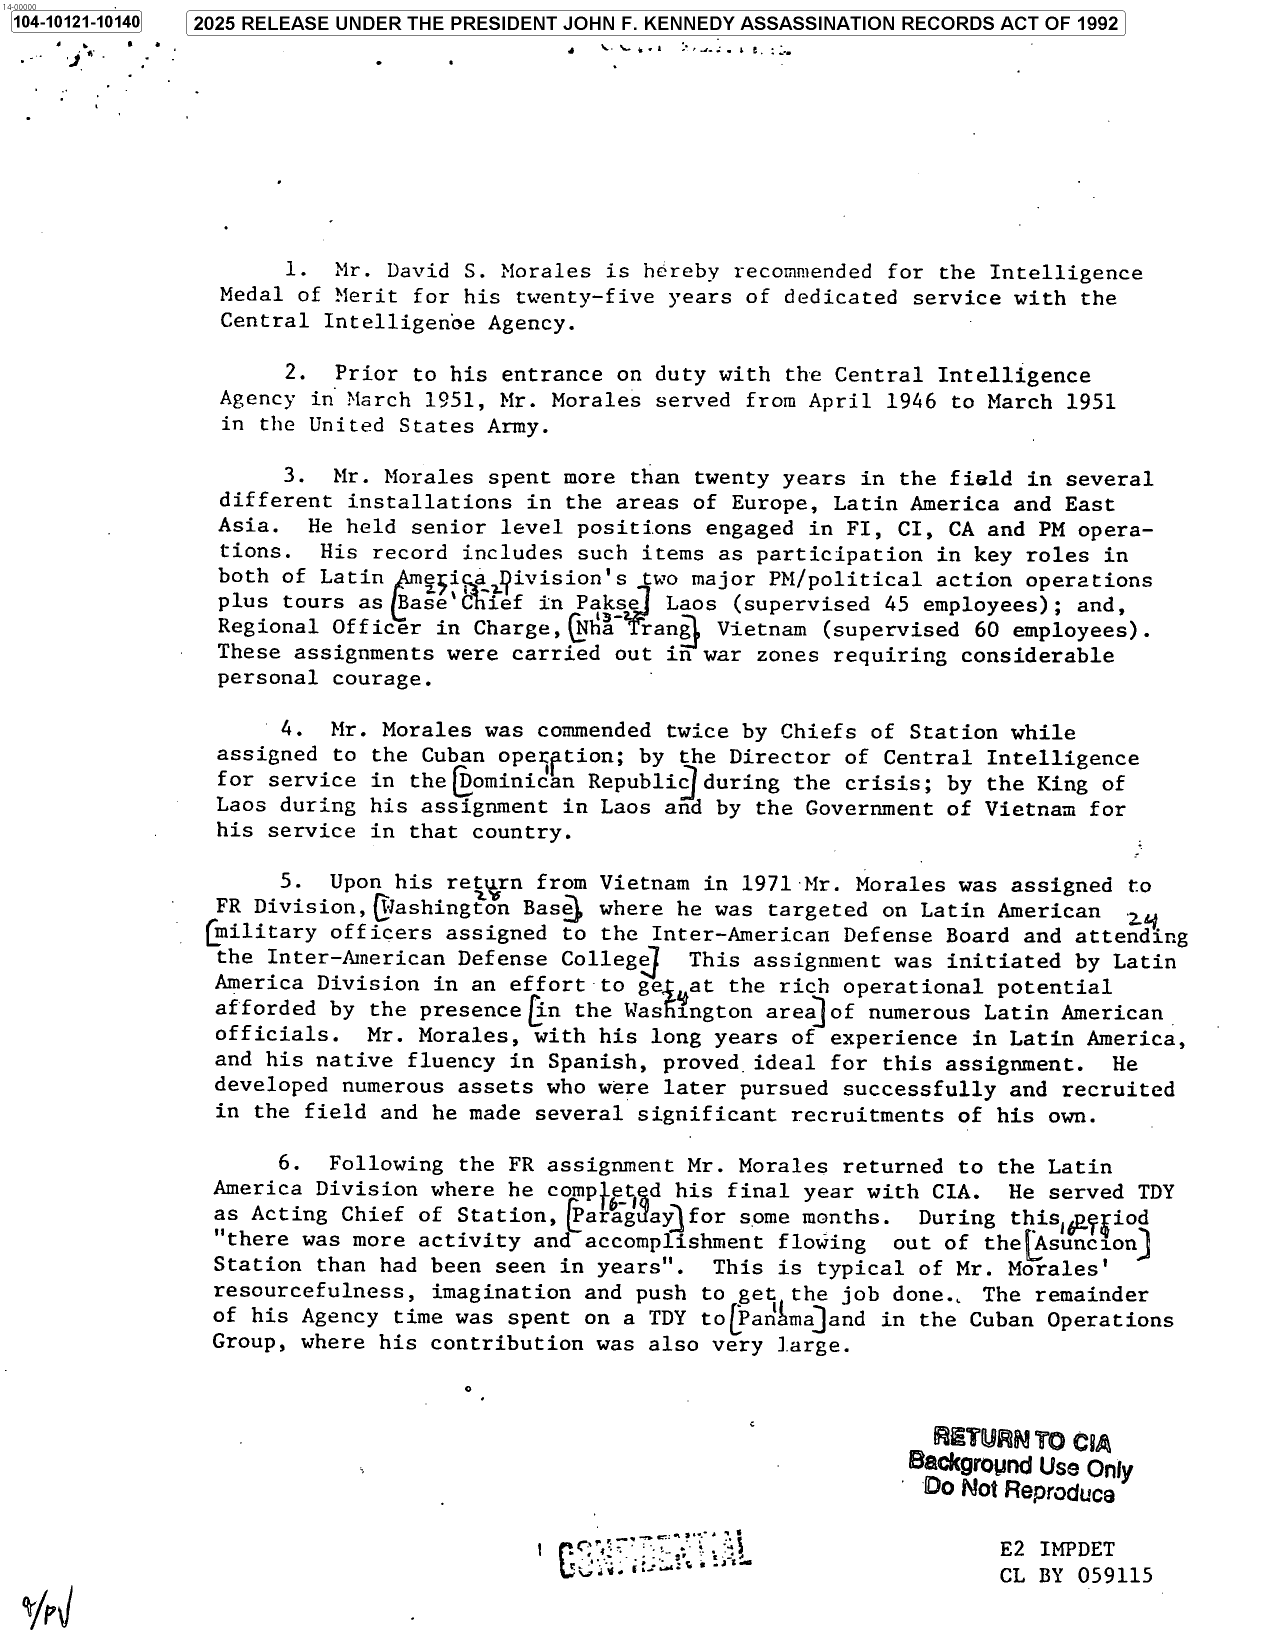 14-00000
104-10121-10140
2025 RELEASE UNDER THE PRESIDENT JOHN F. KENNEDY ASSASSINATION RECORDS ACT OF 1992
1. Mr. David S. Morales is hereby recommended for the Intelligence
Medal of Merit for his twenty-five years of dedicated service with the
Central Intelligence Agency.
2. Prior to his entrance on duty with the Central Intelligence
Agency in March 1951, Mr. Morales served from April 1946 to March 1951
in the United States Army.
3. Mr. Morales spent more than twenty years in the field in several
different installations in the areas of Europe, Latin America and East
Asia. He held senior level positions engaged in FI, CI, CA and PM opera-
tions. His record includes such items as participation in key roles in
both of Latin America Division's two major PM/political action operations
27, 13-21
plus tours as [Base Chief in Pakse] Laos (supervised 45 employees); and,
Regional Officer in Charge, [Nha Trang], Vietnam (supervised 60 employees).
These assignments were carried out in war zones requiring considerable
personal courage.
4. Mr. Morales was commended twice by Chiefs of Station while
assigned to the Cuban operation; by the Director of Central Intelligence
11
for service in the [Dominican Republic] during the crisis; by the King of
Laos during his assignment in Laos and by the Government of Vietnam for
his service in that country.
5. Upon his return from Vietnam in 1971 Mr. Morales was assigned to
28
FR Division, [Washington Base], where he was targeted on Latin American
24
[military officers assigned to the Inter-American Defense Board and attending
the Inter-American Defense College] This assignment was initiated by Latin
America Division in an effort to get at the rich operational potential
24
afforded by the presence [in the Washington area] of numerous Latin American
officials. Mr. Morales, with his long years of experience in Latin America,
and his native fluency in Spanish, proved ideal for this assignment. He
developed numerous assets who were later pursued successfully and recruited
in the field and he made several significant recruitments of his own.
6. Following the FR assignment Mr. Morales returned to the Latin
America Division where he completed his final year with CIA. He served TDY
16-19
as Acting Chief of Station, [Paraguay] for some months. During this period
16-18
"there was more activity and accomplishment flowing out of the [Asuncion]
Station than had been seen in years". This is typical of Mr. Morales'
resourcefulness, imagination and push to get the job done. The remainder
11
of his Agency time was spent on a TDY to [Panama] and in the Cuban Operations
Group, where his contribution was also very large.
RETURN TO CIA
Background Use Only
Do Not Reproduce
1 CONFIDENTIAL
E2 IMPDET
CL BY 059115
9/PV